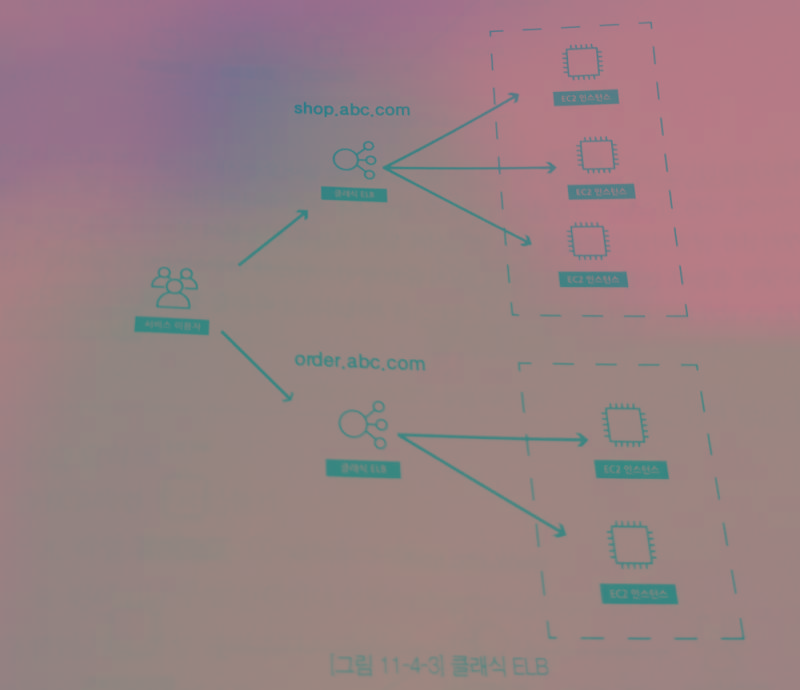 shop.abc.com
EC2 인스턴스
EC2 인스턴스
클래식 ELB
EC2 인스턴스
서비스 이용자
order.abc.com
클래식 ELB
EC2 인스턴스
EC2 인스턴스
[그림 11-4-3] 클래식 ELB